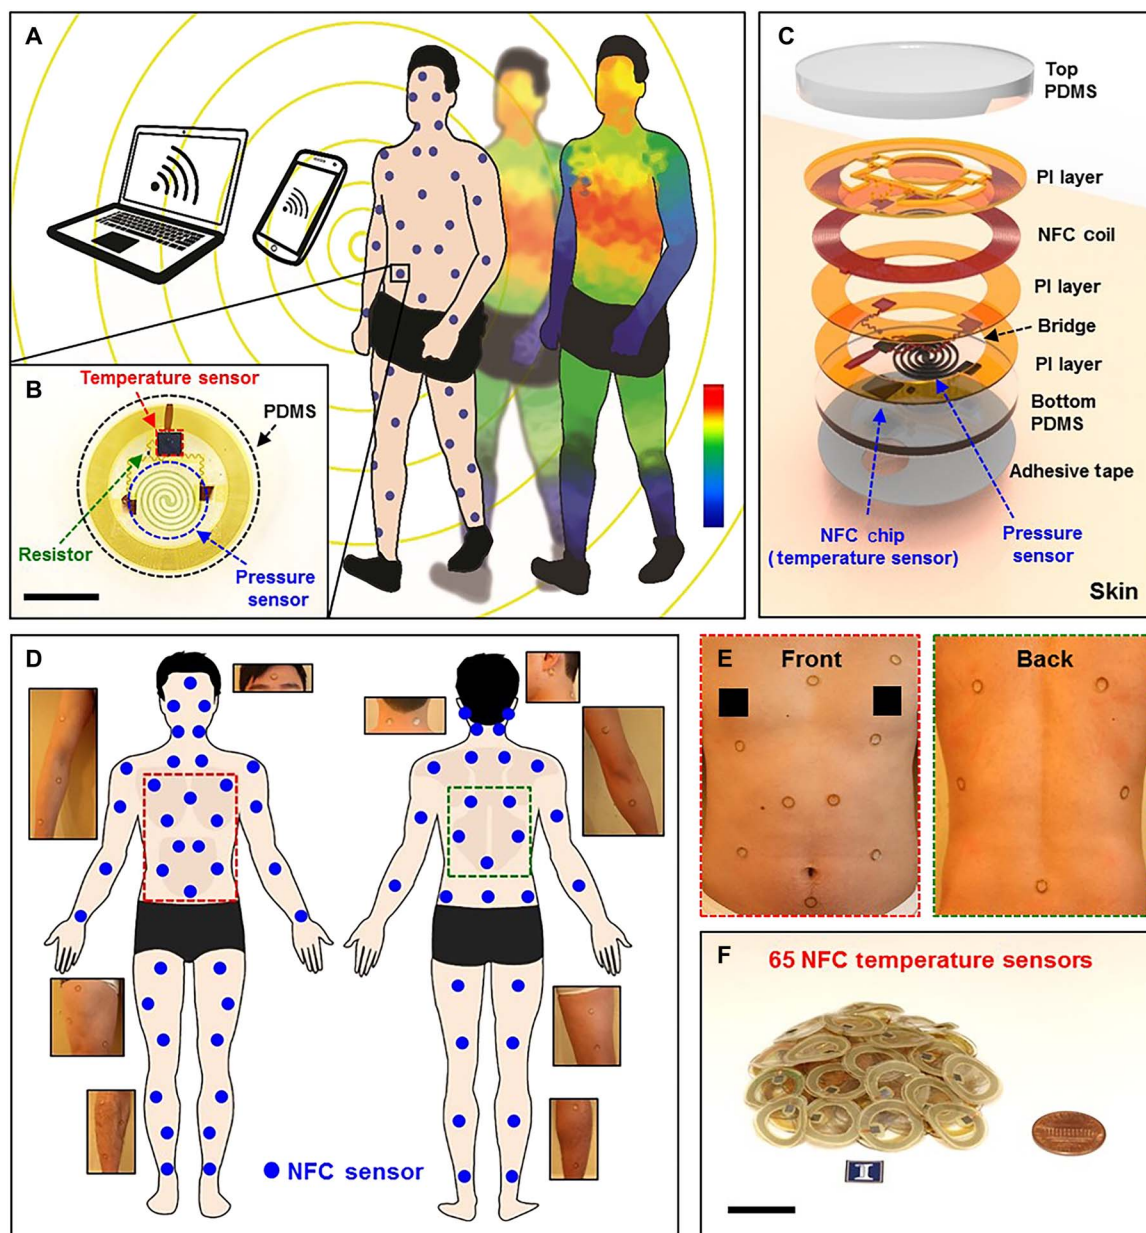 A
B
Temperature sensor
PDMS
Resistor
Pressure
sensor
C
Top
PDMS
PI layer
NFC coil
PI layer
Bridge
PI layer
Bottom
PDMS
Adhesive tape
NFC chip
(temperature sensor)
Pressure
sensor
Skin
D
NFC sensor
E
Front
Back
F
65 NFC temperature sensors
I